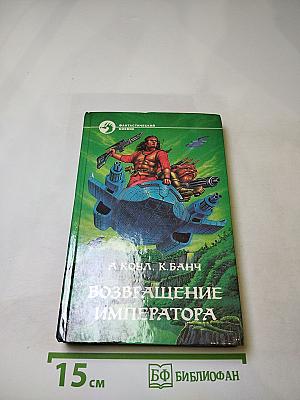 ФАНТАСТИЧЕСКИЙ
БОЕВИК
А. КОУЛ, К. БАНЧ
ВОЗВРАЩЕНИЕ
ИМПЕРАТОРА
15 см
БФ БИБЛИОФАН